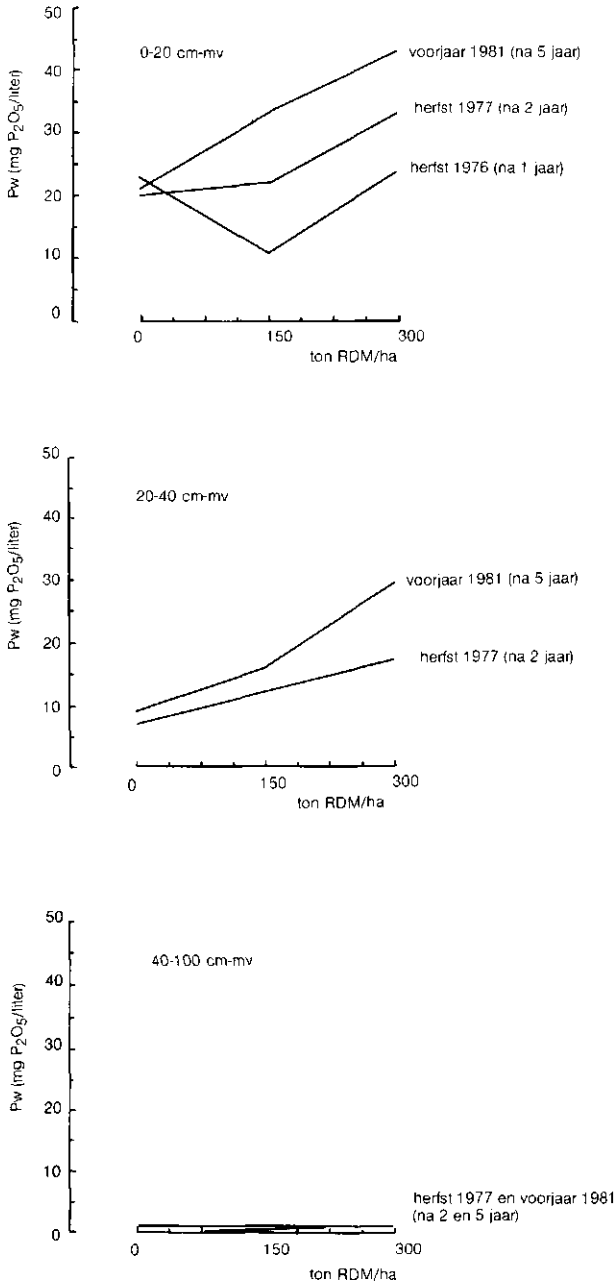 50
40
30
20
10
0
Pw (mg P₂O₅/liter)
0-20 cm-mv
voorjaar 1981 (na 5 jaar)
herfst 1977 (na 2 jaar)
herfst 1976 (na 1 jaar)
0 150 300
ton RDM/ha
50
40
30
20
10
0
Pw (mg P₂O₅/liter)
20-40 cm-mv
voorjaar 1981 (na 5 jaar)
herfst 1977 (na 2 jaar)
0 150 300
ton RDM/ha
50
40
30
20
10
0
Pw (mg P₂O₅/liter)
40-100 cm-mv
herfst 1977 en voorjaar 1981
(na 2 en 5 jaar)
0 150 300
ton RDM/ha